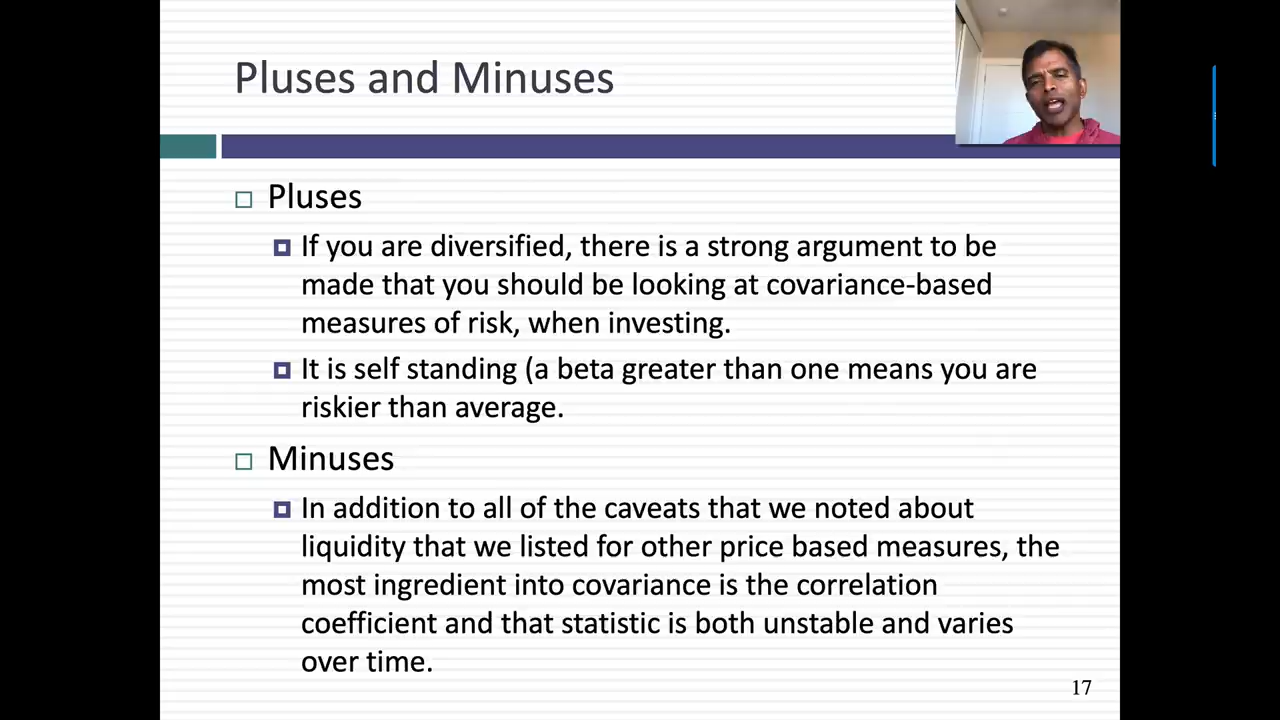 Pluses and Minuses
Pluses
If you are diversified, there is a strong argument to be
made that you should be looking at covariance-based
measures of risk, when investing.
It is self standing (a beta greater than one means you are
riskier than average.
Minuses
In addition to all of the caveats that we noted about
liquidity that we listed for other price based measures, the
most ingredient into covariance is the correlation
coefficient and that statistic is both unstable and varies
over time.
17